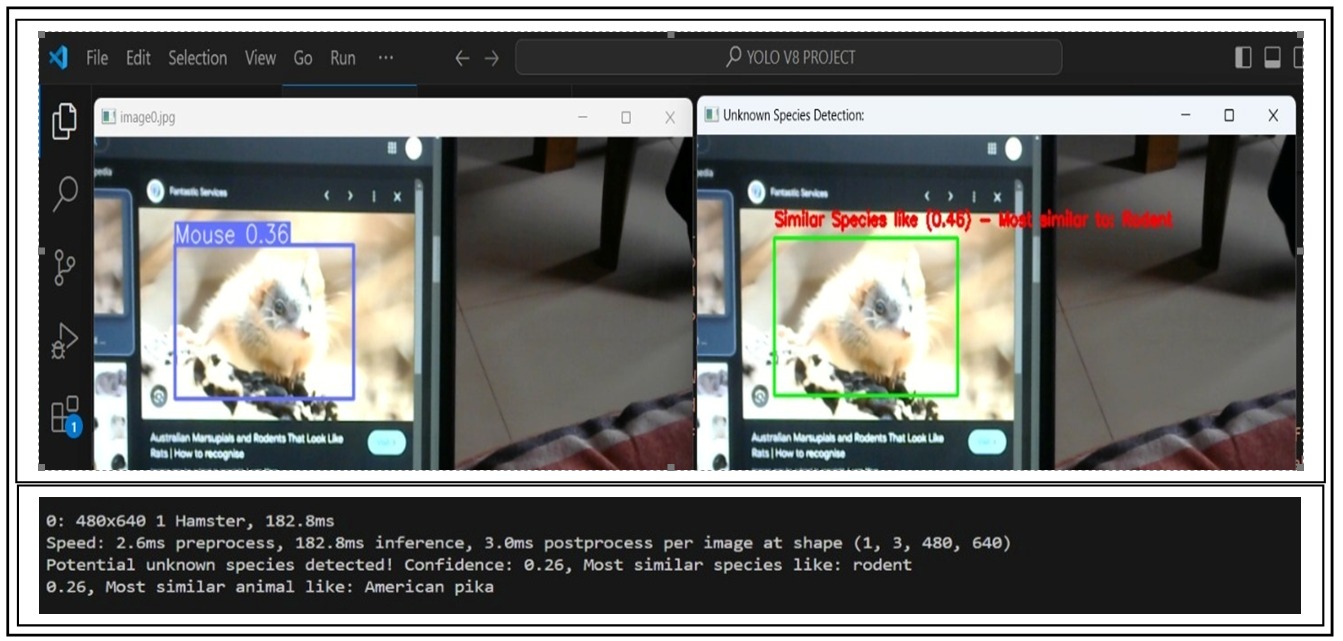 File Edit Selection View Go Run ···
YOLO V8 PROJECT
image0.jpg
pedia
Fantastic Services
Mouse 0.36
Australian Marsupials and Rodents That Look Like
Rats | How to recognise
Unknown Species Detection:
pedia
Fantastic Services
Similar Species like (0.46) - Most similar to: Rodent
Australian Marsupials and Rodents That Look Like
Rats | How to recognise
1
0: 480x640 1 Hamster, 182.8ms
Speed: 2.6ms preprocess, 182.8ms inference, 3.0ms postprocess per image at shape (1, 3, 480, 640)
Potential unknown species detected! Confidence: 0.26, Most similar species like: rodent
0.26, Most similar animal like: American pika